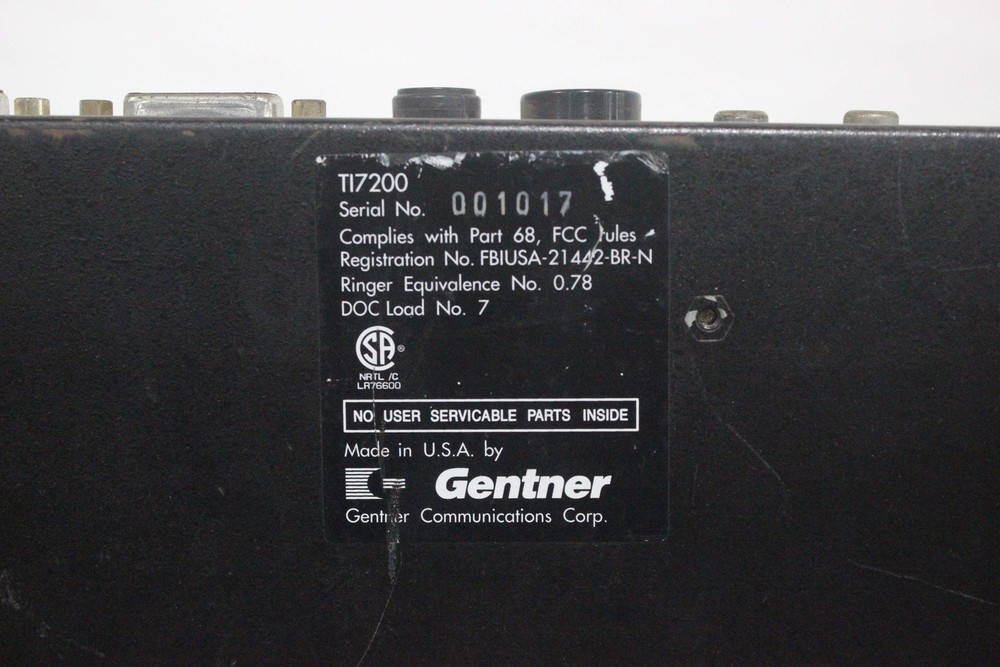 TI7200
Serial No. 001017
Complies with Part 68, FCC rules
Registration No. FBIUSA-21442-BR-N
Ringer Equivalence No. 0.78
DOC Load No. 7
SA®
NRTL /C
LR76600
NO USER SERVICABLE PARTS INSIDE
Made in U.S.A. by
Gentner
Gentner Communications Corp.